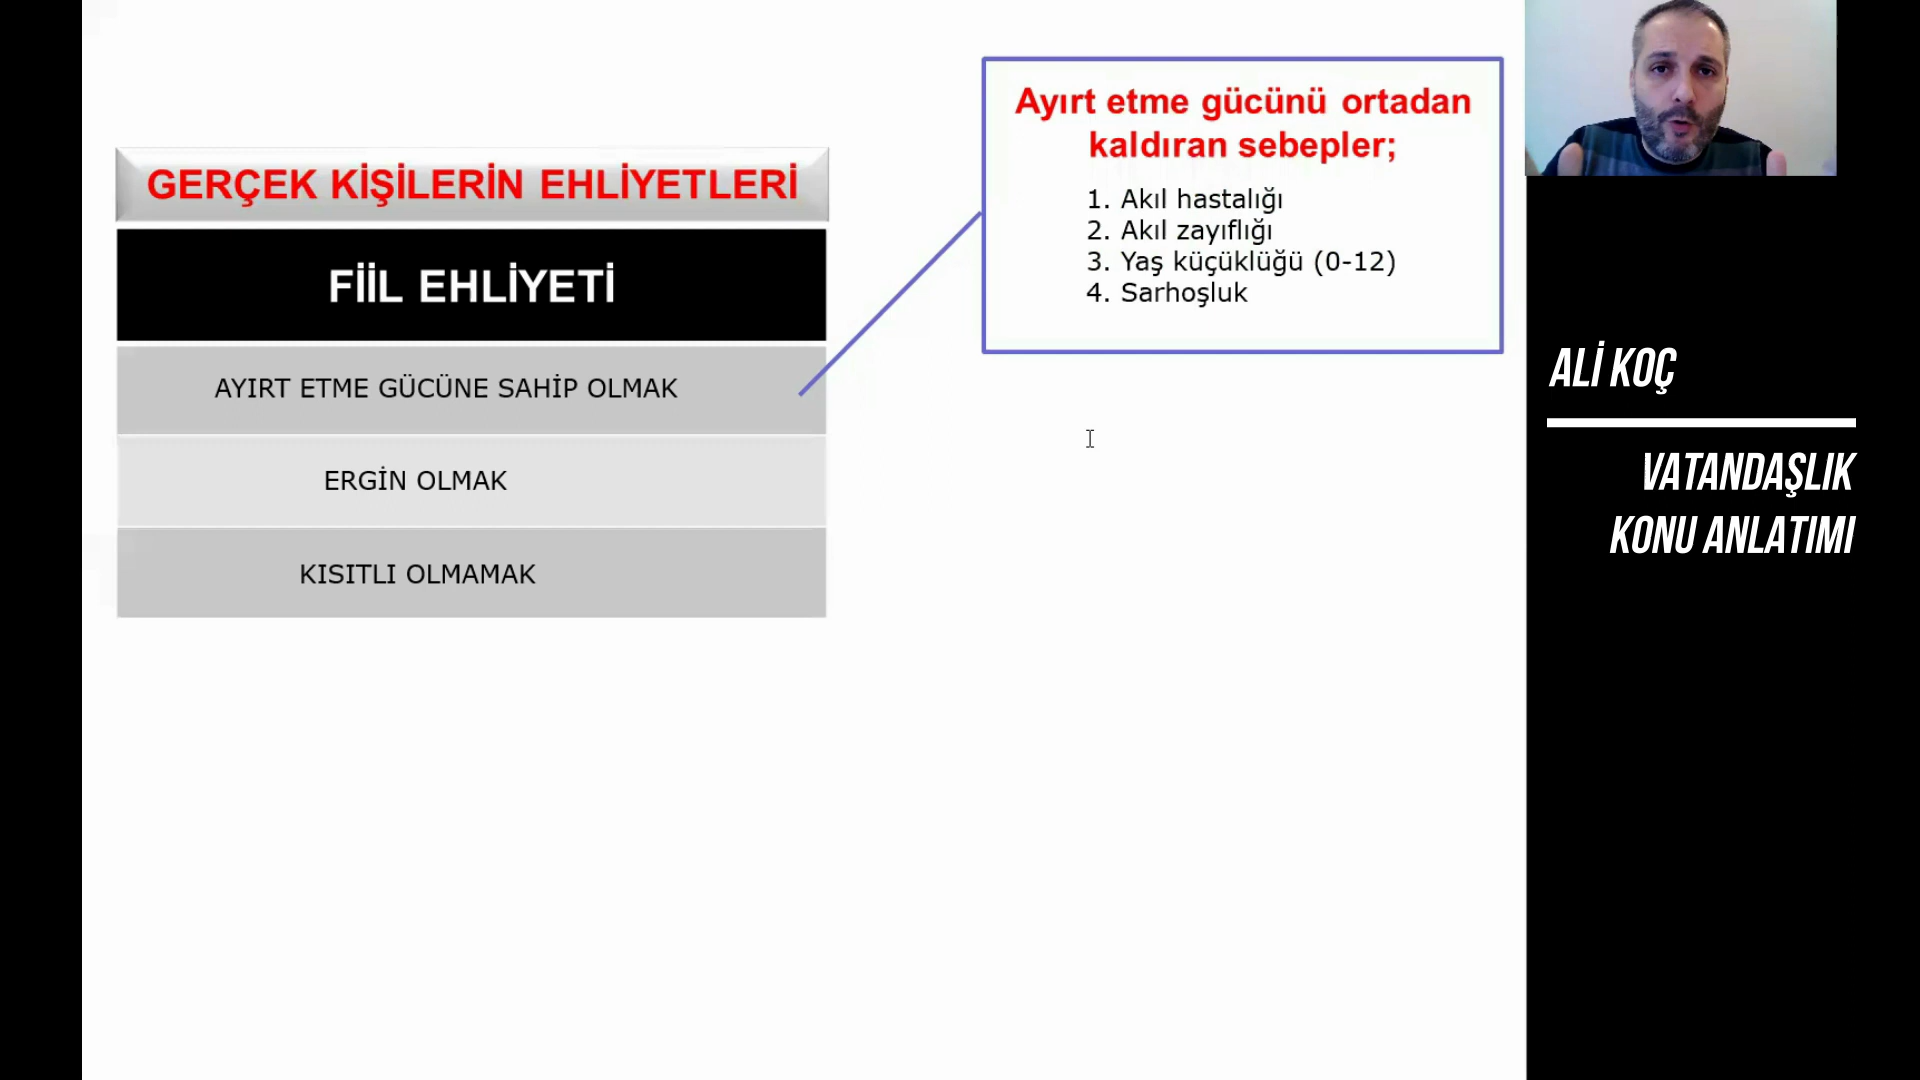 GERÇEK KİŞİLERİN EHLİYETLERİ
FİİL EHLİYETİ
AYIRT ETME GÜCÜNE SAHİP OLMAK
ERGİN OLMAK
KISITLI OLMAMAK
Ayırt etme gücünü ortadan
kaldıran sebepler;
1. Akıl hastalığı
2. Akıl zayıflığı
3. Yaş küçüklüğü (0-12)
4. Sarhoşluk
ALİ KOÇ
VATANDAŞLIK
KONU ANLATIMI